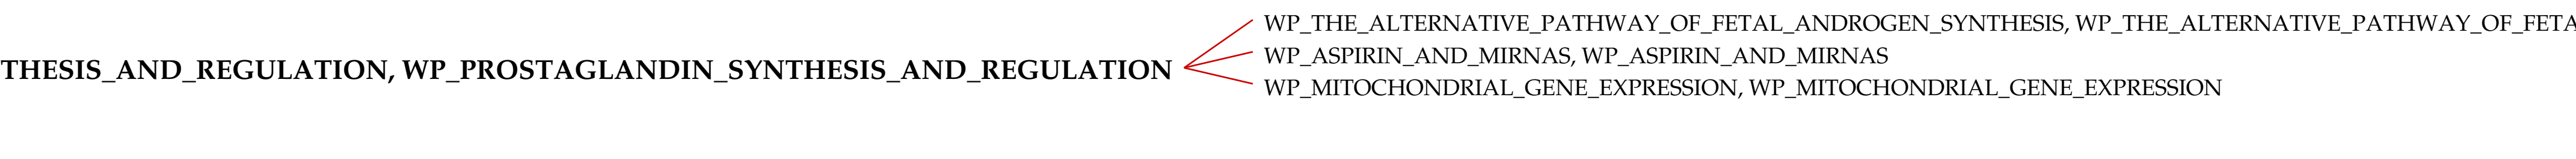 WP_THE_ALTERNATIVE_PATHWAY_OF_FETAL_ANDROGEN_SYNTHESIS, WP_THE_ALTERNATIVE_PATHWAY_OF_FETA
WP_ASPIRIN_AND_MIRNAS, WP_ASPIRIN_AND_MIRNAS
THESIS_AND_REGULATION, WP_PROSTAGLANDIN_SYNTHESIS_AND_REGULATION
WP_MITOCHONDRIAL_GENE_EXPRESSION, WP_MITOCHONDRIAL_GENE_EXPRESSION